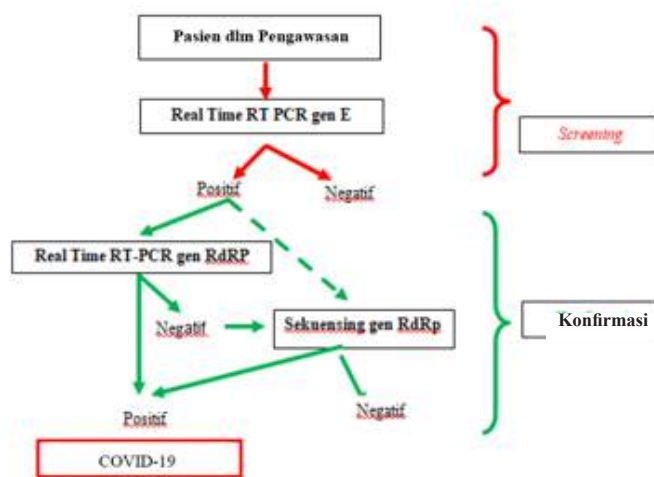 Pasien dlm Pengawasan
Real Time RT PCR gen E
Screening
Positif
Negatif
Real Time RT-PCR gen RdRP
Negatif
Sekuensing gen RdRp
Konfirmasi
Positif
Negatif
COVID-19